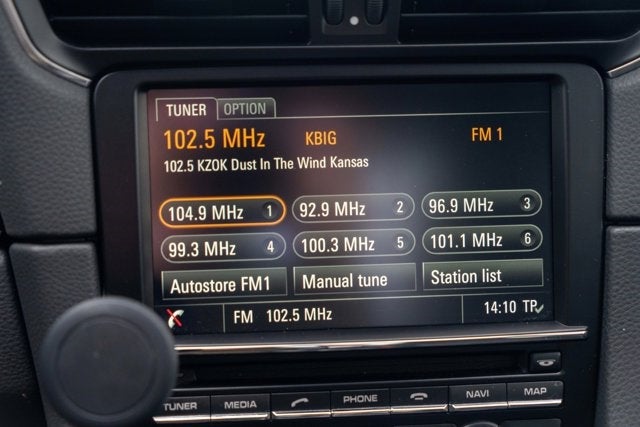 TUNER OPTION
102.5 MHz KBIG FM 1
102.5 KZOK Dust In The Wind Kansas
104.9 MHz 1 92.9 MHz 2 96.9 MHz 3
99.3 MHz 4 100.3 MHz 5 101.1 MHz 6
Autostore FM1 Manual tune Station list
FM 102.5 MHz 14:10 TP
TUNER MEDIA PHONE NAVI MAP